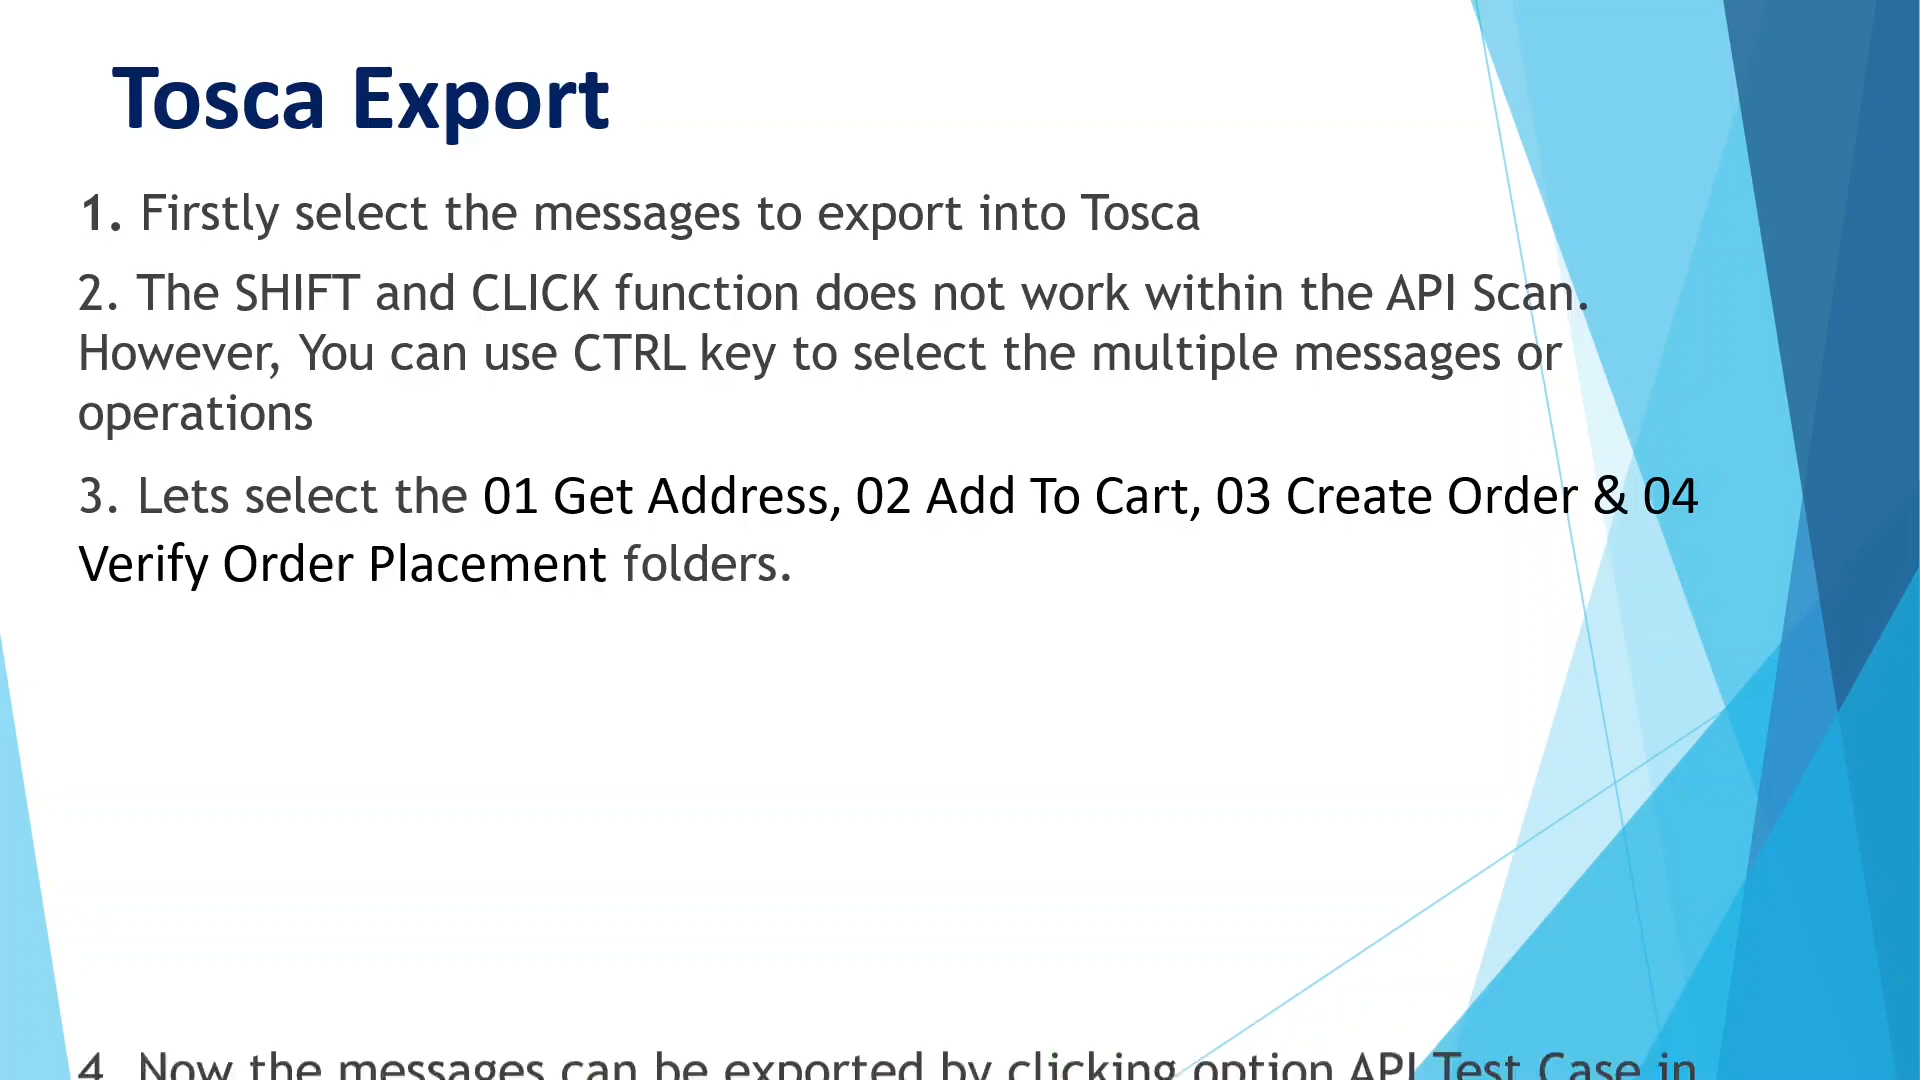 Tosca Export
1. Firstly select the messages to export into Tosca
2. The SHIFT and CLICK function does not work within the API Scan.
However, You can use CTRL key to select the multiple messages or
operations
3. Lets select the 01 Get Address, 02 Add To Cart, 03 Create Order & 04
Verify Order Placement folders.
4. Now the messages can be exported by clicking option API Test Case in